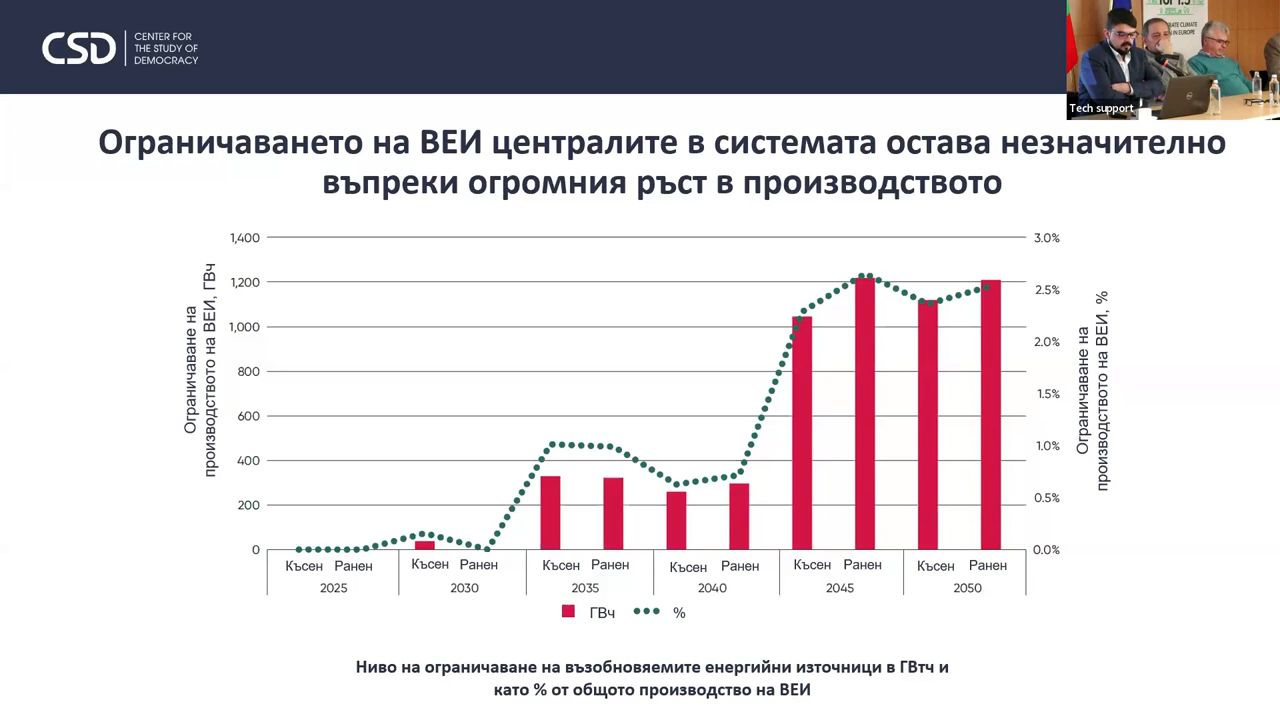 CSD
CENTER FOR
THE STUDY OF
DEMOCRACY
RATE CLIMATE
N IN EUROPE
Tech support
Ограничаването на ВЕИ централите в системата остава незначително
въпреки огромния ръст в производството
Ограничаване на
производството на ВЕИ, ГВч
1,400
1,200
1,000
800
600
400
200
0
3.0%
2.5%
2.0%
1.5%
1.0%
0.5%
0.0%
Ограничаване на
производството на ВЕИ, %
Късен Ранен Късен Ранен Късен Ранен Късен Ранен Късен Ранен Късен Ранен
2025 2030 2035 2040 2045 2050
ГВч %
Ниво на ограничаване на възобновяемите енергийни източници в ГВтч и
като % от общото производство на ВЕИ